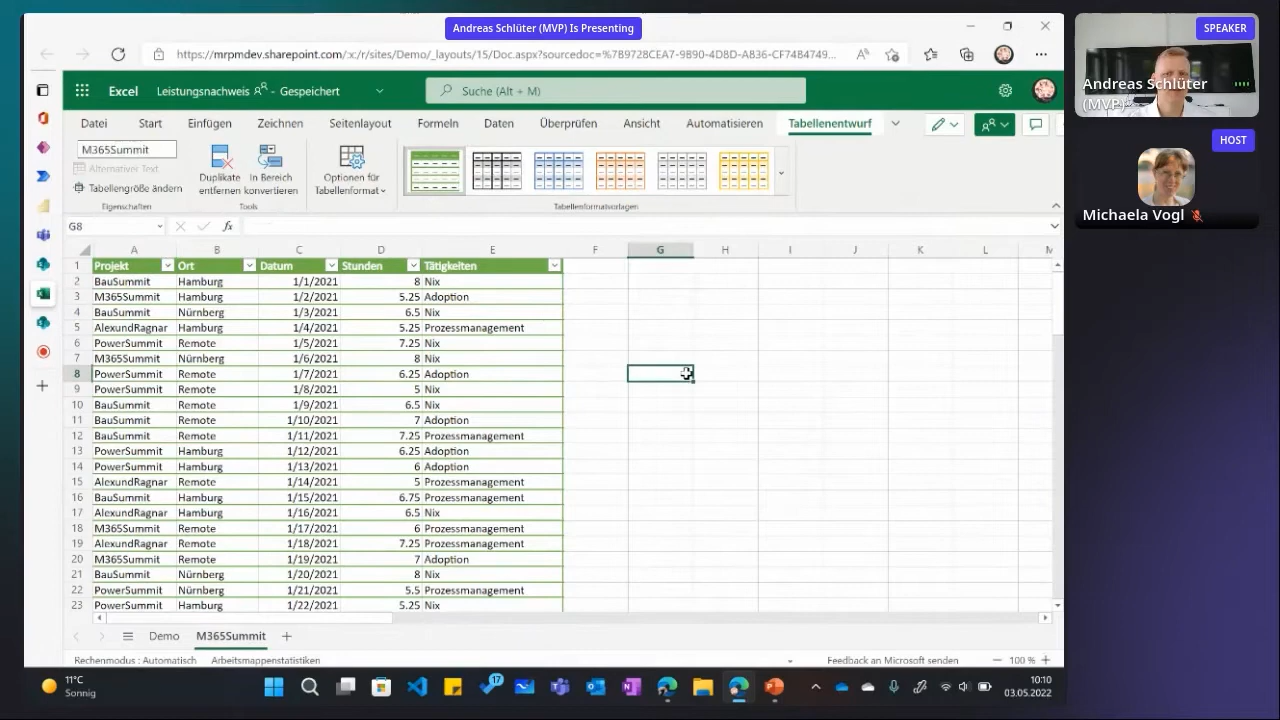 Andreas Schlüter (MVP) Is Presenting
SPEAKER
Andreas Schlüter
(MVP)
HOST
Michaela Vogl
https://mrpmdev.sharepoint.com/:x:/r/sites/Demo/_layouts/15/Doc.aspx?sourcedoc=%7B9728CEA7-9B90-4D8D-A836-CF74B4749...
Excel Leistungsnachweis - Gespeichert Suche (Alt + M)
Datei Start Einfügen Zeichnen Seitenlayout Formeln Daten Überprüfen Ansicht Automatisieren Tabellenentwurf
M365Summit
Alternativer Text
Tabellengröße ändern
Eigenschaften
Duplikate entfernen
In Bereich konvertieren
Tools
Optionen für Tabellenformat
Tabellenformatvorlagen
G8 fx
A B C D E F G H I J K L M
1 Projekt Ort Datum Stunden Tätigkeiten
2 BauSummit Hamburg 1/1/2021 8 Nix
3 M365Summit Hamburg 1/2/2021 5.25 Adoption
4 BauSummit Nürnberg 1/3/2021 6.5 Nix
5 AlexundRagnar Hamburg 1/4/2021 5.25 Prozessmanagement
6 PowerSummit Remote 1/5/2021 7.25 Nix
7 M365Summit Nürnberg 1/6/2021 8 Nix
8 PowerSummit Remote 1/7/2021 6.25 Adoption
9 PowerSummit Remote 1/8/2021 5 Nix
10 BauSummit Remote 1/9/2021 6.5 Nix
11 BauSummit Remote 1/10/2021 7 Adoption
12 BauSummit Remote 1/11/2021 7.25 Prozessmanagement
13 PowerSummit Hamburg 1/12/2021 6.25 Adoption
14 PowerSummit Hamburg 1/13/2021 6 Adoption
15 AlexundRagnar Remote 1/14/2021 5 Prozessmanagement
16 BauSummit Hamburg 1/15/2021 6.75 Prozessmanagement
17 AlexundRagnar Hamburg 1/16/2021 6.5 Nix
18 M365Summit Remote 1/17/2021 6 Prozessmanagement
19 AlexundRagnar Remote 1/18/2021 7.25 Prozessmanagement
20 M365Summit Remote 1/19/2021 7 Adoption
21 BauSummit Nürnberg 1/20/2021 8 Nix
22 PowerSummit Nürnberg 1/21/2021 5.5 Prozessmanagement
23 PowerSummit Hamburg 1/22/2021 5.25 Nix
Demo M365Summit
Rechenmodus : Automatisch Arbeitsmappenstatistiken Feedback an Microsoft senden 100 %
11°C
Sonnig
17
10:10
03.05.2022